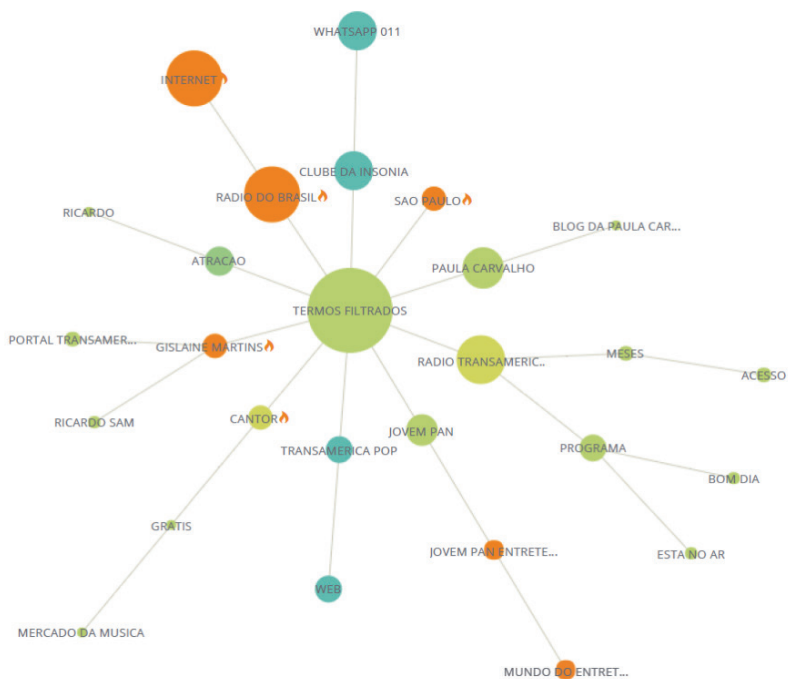 WHATSAPP 011
INTERNET
CLUBE DA INSONIA
RADIO DO BRASIL
SAO PAULO
RICARDO
BLOG DA PAULA CAR...
ATRACAO
PAULA CARVALHO
TERMOS FILTRADOS
PORTAL TRANSAMER...
GISLAINE MARTINS
RADIO TRANSAMERIC..
MESES
ACESSO
RICARDO SAM
CANTOR
JOVEM PAN
TRANSAMERICA POP
PROGRAMA
BOM DIA
GRATIS
JOVEM PAN ENTRETE...
ESTA NO AR
WEB
MERCADO DA MUSICA
MUNDO DO ENTRET...